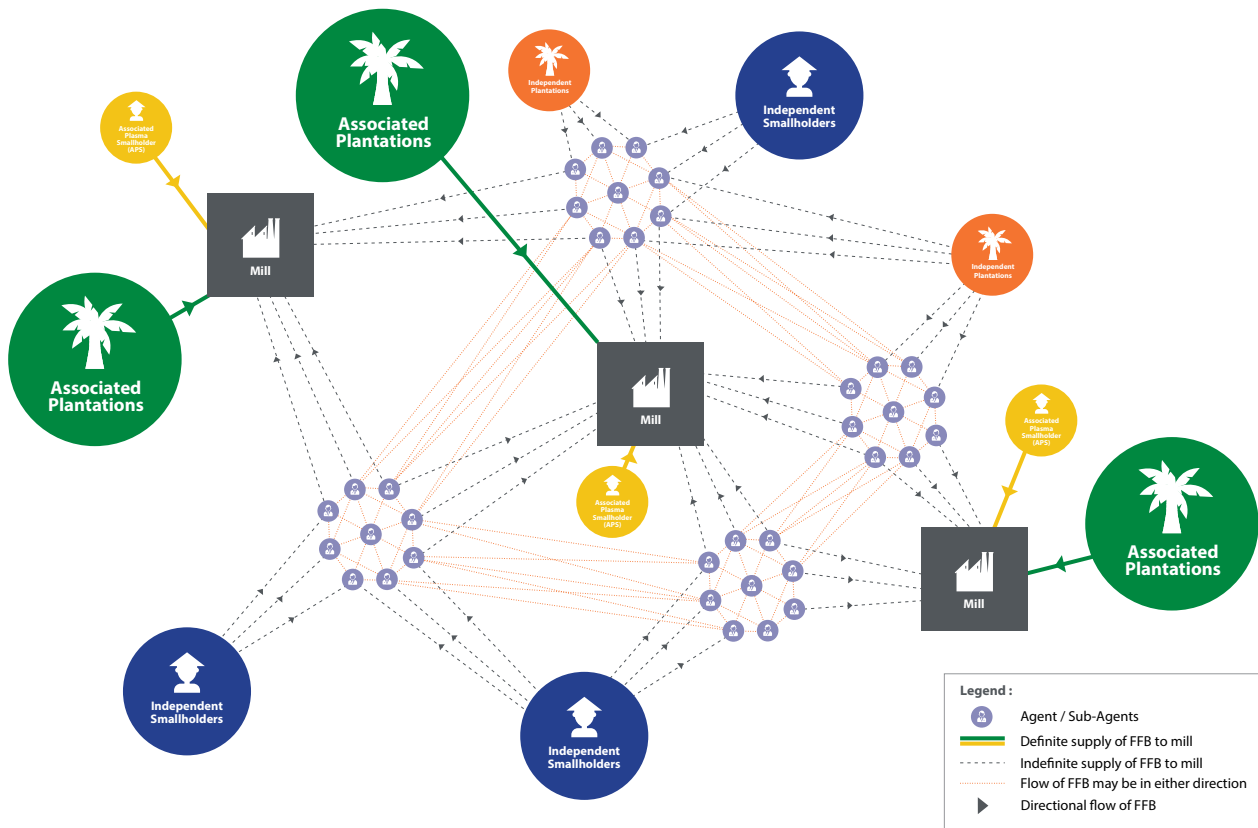 Associated
Plantations
Independent
Plantations
Independent
Smallholders
Associated
Plasma
Smallholder
(APS)
Mill
Independent
Plantations
Associated
Plantations
Mill
Associated
Plasma
Smallholder
(APS)
Associated
Plasma
Smallholder
(APS)
Associated
Plantations
Mill
Independent
Smallholders
Independent
Smallholders
Legend :
Agent / Sub-Agents
Definite supply of FFB to mill
Indefinite supply of FFB to mill
Flow of FFB may be in either direction
Directional flow of FFB